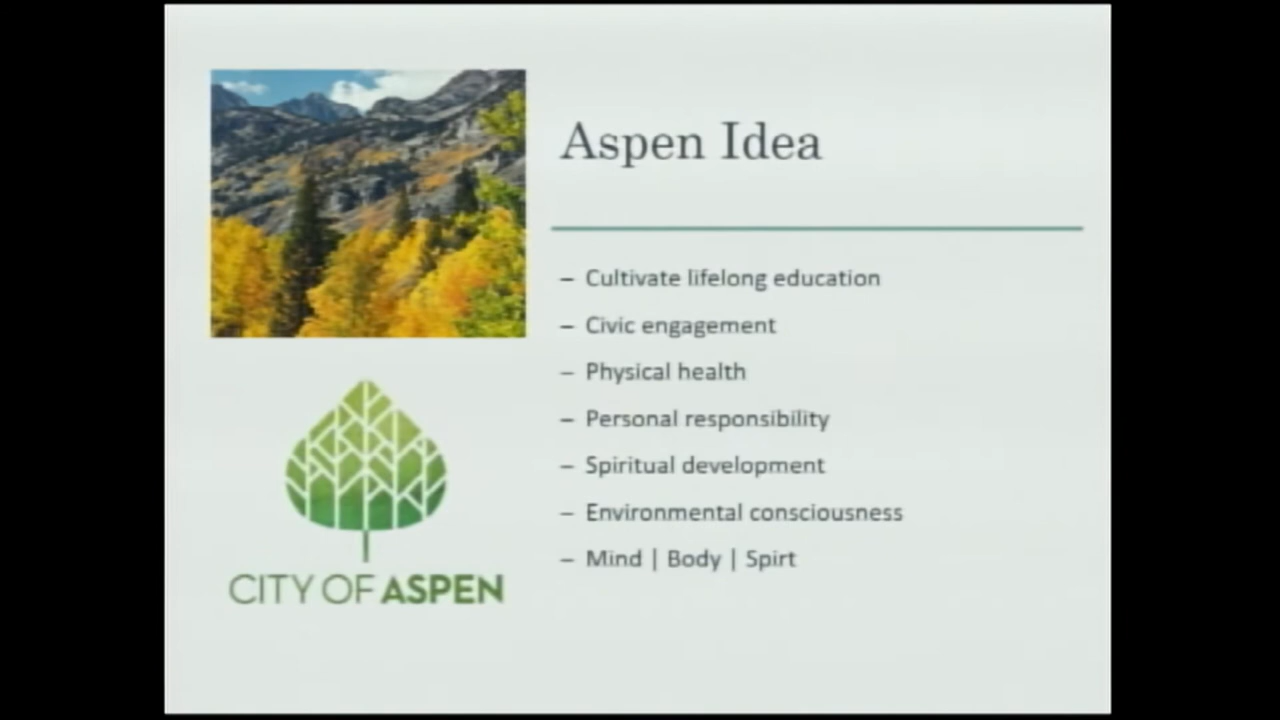 Aspen Idea
– Cultivate lifelong education
– Civic engagement
– Physical health
– Personal responsibility
– Spiritual development
– Environmental consciousness
– Mind | Body | Spirt
CITY OF ASPEN